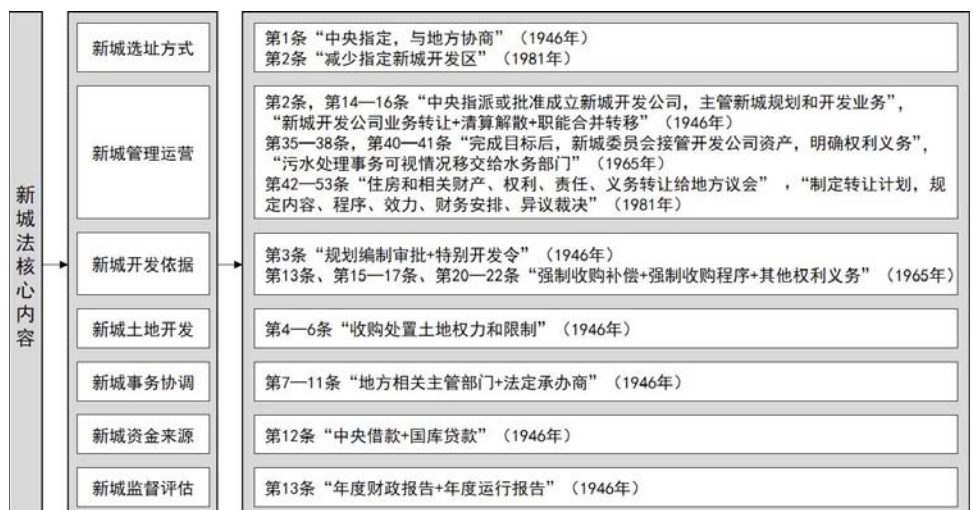 新城法核心内容
新城选址方式
第1条“中央指定，与地方协商”（1946年）
第2条“减少指定新城开发区”（1981年）
新城管理运营
第2条，第14—16条“中央指派或批准成立新城开发公司，主管新城规划和开发业务”，
“新城开发公司业务转让+清算解散+职能合并转移”（1946年）
第35—38条，第40—41条“完成目标后，新城委员会接管开发公司资产，明确权利义务”，
“污水处理事务可视情况移交给水务部门”（1965年）
第42—53条“住房和相关财产、权利、责任、义务转让给地方议会”，“制定转让计划，规
定内容、程序、效力、财务安排、异议裁决”（1981年）
新城开发依据
第3条“规划编制审批+特别开发令”（1946年）
第13条、第15—17条、第20—22条“强制收购补偿+强制收购程序+其他权利义务”（1965年）
新城土地开发
第4—6条“收购处置土地权力和限制”（1946年）
新城事务协调
第7—11条“地方相关主管部门+法定承办商”（1946年）
新城资金来源
第12条“中央借款+国库贷款”（1946年）
新城监督评估
第13条“年度财政报告+年度运行报告”（1946年）